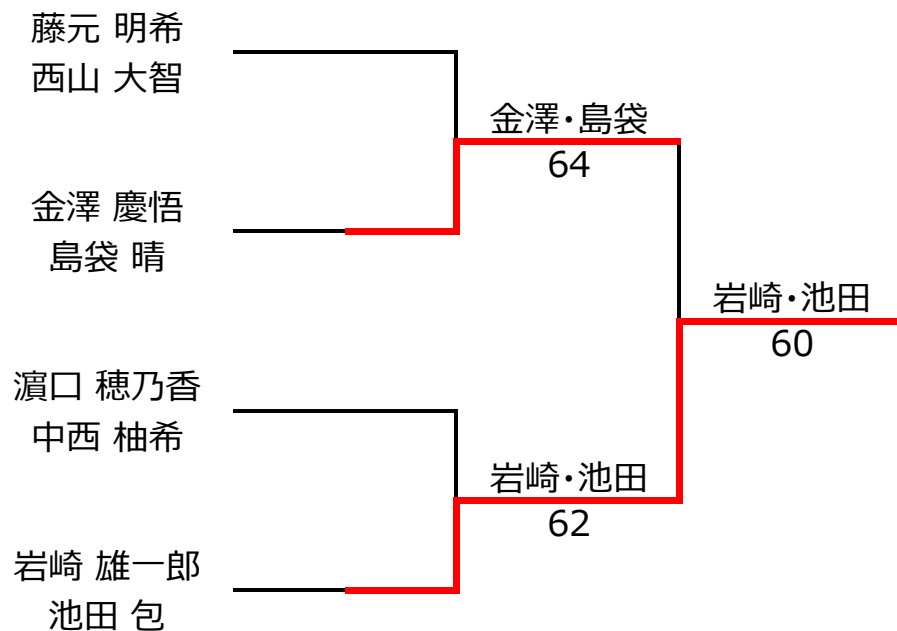 藤元 明希
西山 大智
金澤・島袋
64
金澤 慶悟
島袋 晴
岩崎・池田
60
濵口 穂乃香
中西 柚希
岩崎・池田
62
岩崎 雄一郎
池田 包